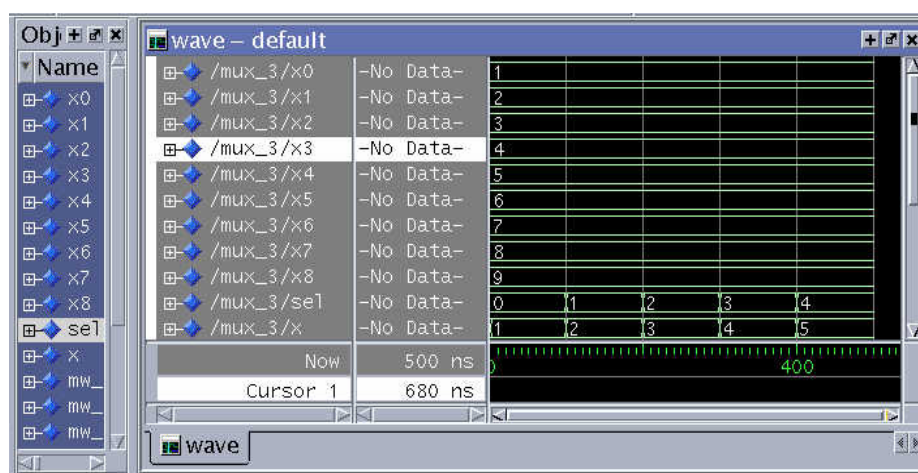 Obj
Name
x0
x1
x2
x3
x4
x5
x6
x7
x8
sel
x
mw_
mw_
mw_
wave – default
/mux_3/x0 -No Data- 1
/mux_3/x1 -No Data- 2
/mux_3/x2 -No Data- 3
/mux_3/x3 -No Data- 4
/mux_3/x4 -No Data- 5
/mux_3/x5 -No Data- 6
/mux_3/x6 -No Data- 7
/mux_3/x7 -No Data- 8
/mux_3/x8 -No Data- 9
/mux_3/sel -No Data- 0 1 2 3 4
/mux_3/x -No Data- 1 2 3 4 5
Now 500 ns 400
Cursor 1 680 ns
wave